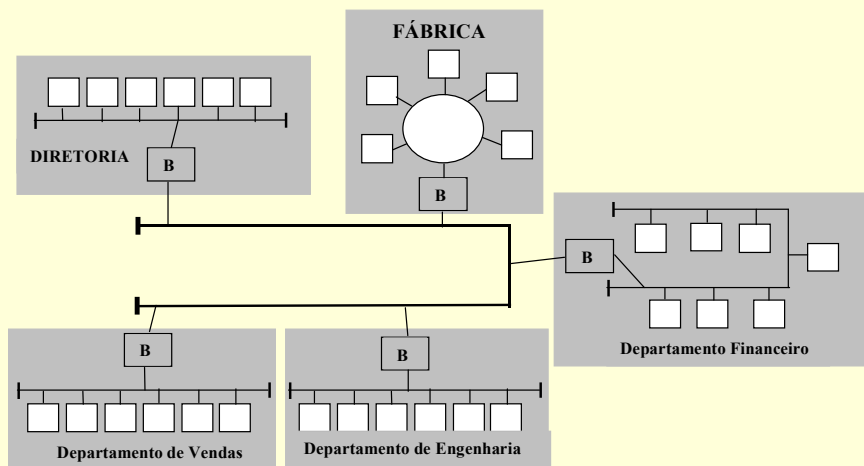 FÁBRICA
DIRETORIA
B
B
B
Departamento Financeiro
B
B
Departamento de Vendas
Departamento de Engenharia